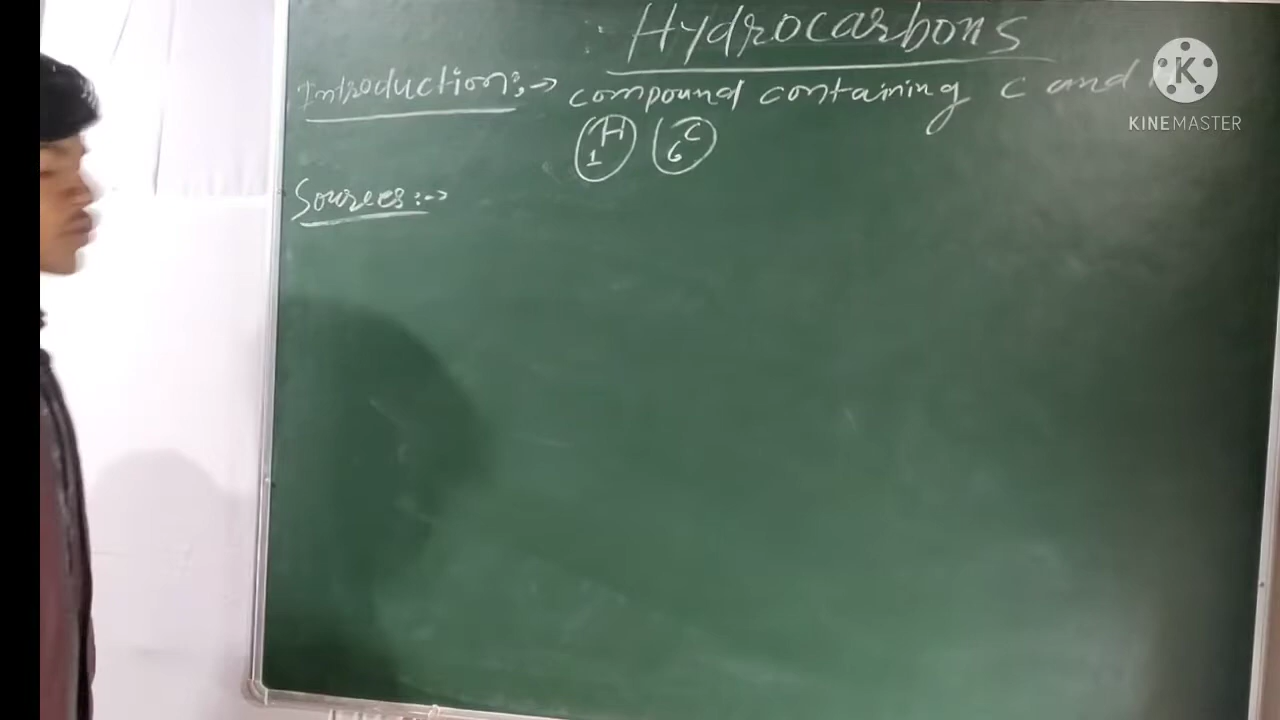 Hydrocarbons
Introduction:-> compound containing C and
1H 6C
Sources:->
K
KINEMASTER